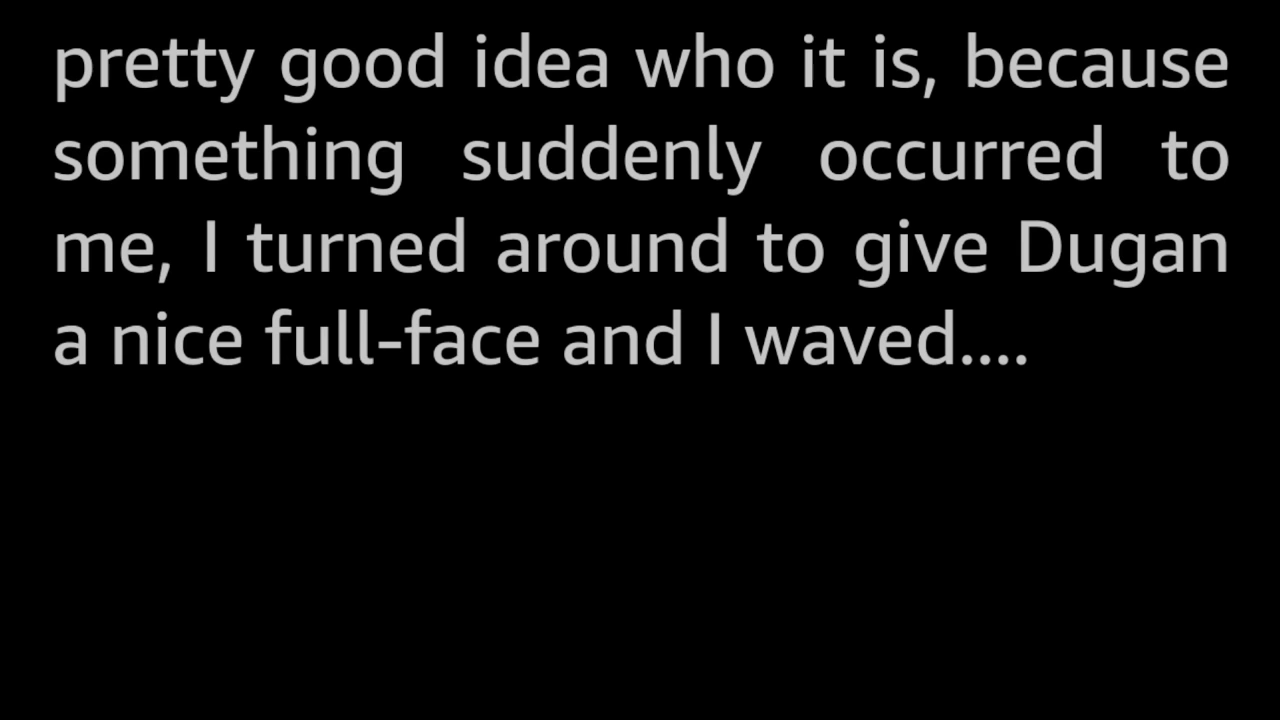 pretty good idea who it is, because
something suddenly occurred to
me, I turned around to give Dugan
a nice full-face and I waved....